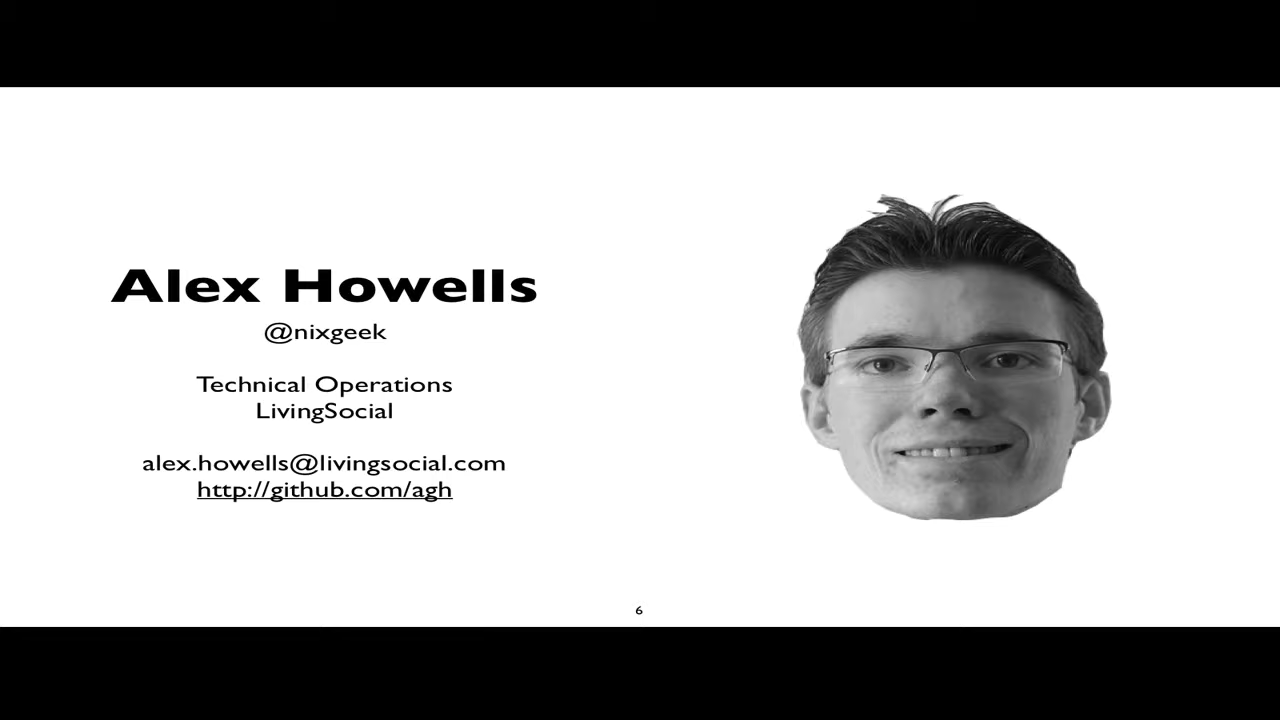 Alex Howells
@nixgeek
Technical Operations
LivingSocial
alex.howells@livingsocial.com
http://github.com/agh
6